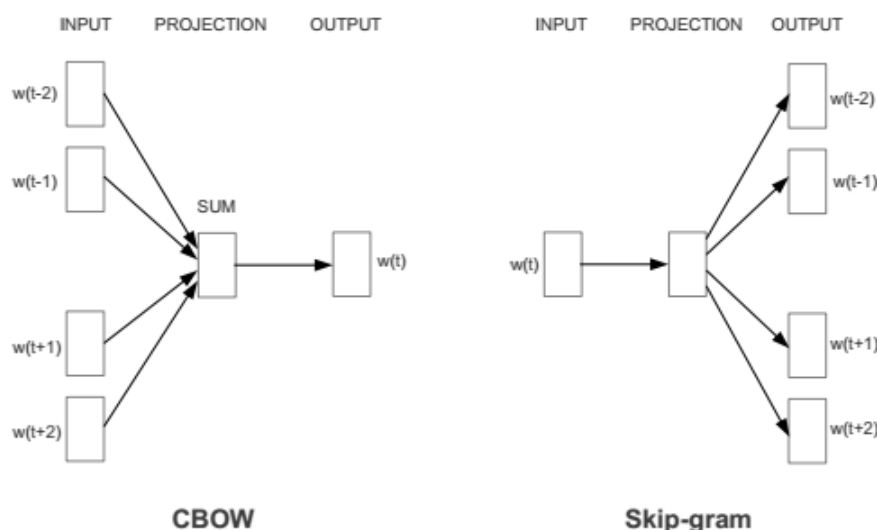 INPUT PROJECTION OUTPUT
w(t-2)
w(t-1)
SUM
w(t)
w(t+1)
w(t+2)
CBOW
INPUT PROJECTION OUTPUT
w(t-2)
w(t-1)
w(t)
w(t+1)
w(t+2)
Skip-gram